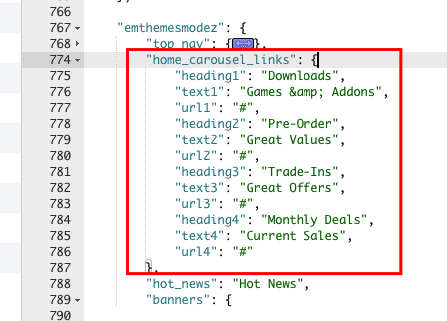 766
767 "emthemesmodez": {
768 "top_nav": {↔},
774 "home_carousel_links": {
775 "heading1": "Downloads",
776 "text1": "Games &amp; Addons",
777 "url1": "#",
778 "heading2": "Pre-Order",
779 "text2": "Great Values",
780 "url2": "#",
781 "heading3": "Trade-Ins",
782 "text3": "Great Offers",
783 "url3": "#",
784 "heading4": "Monthly Deals",
785 "text4": "Current Sales",
786 "url4": "#"
787 },
788 "hot_news": "Hot News",
789 "banners": {
790